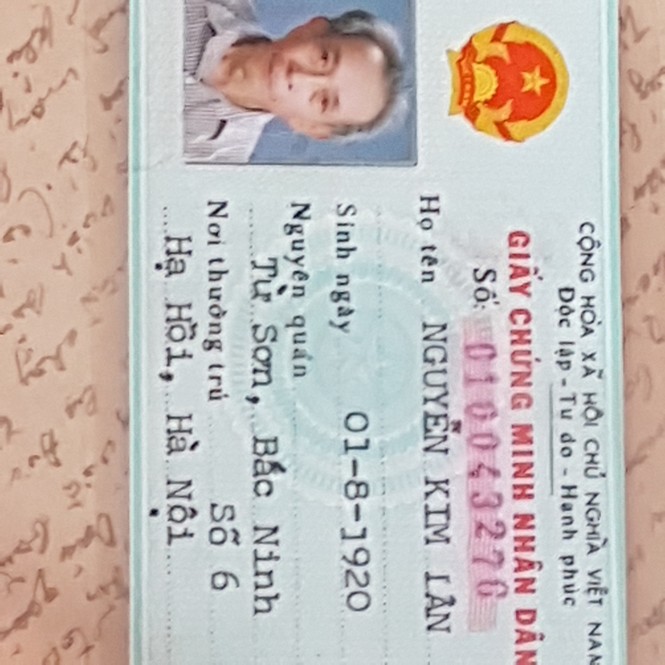 CỘNG HÒA XÃ HỘI CHỦ NGHĨA VIỆT NAM
Độc lập - Tự do - Hạnh phúc
GIẤY CHỨNG MINH NHÂN DÂN
Số: 010043276
Họ tên NGUYỄN KIM LÂN
Sinh ngày 01-8-1920
Nguyên quán
Từ Sơn, Bắc Ninh
Nơi thường trú Số 6
Hạ Hồi, Hà Nội